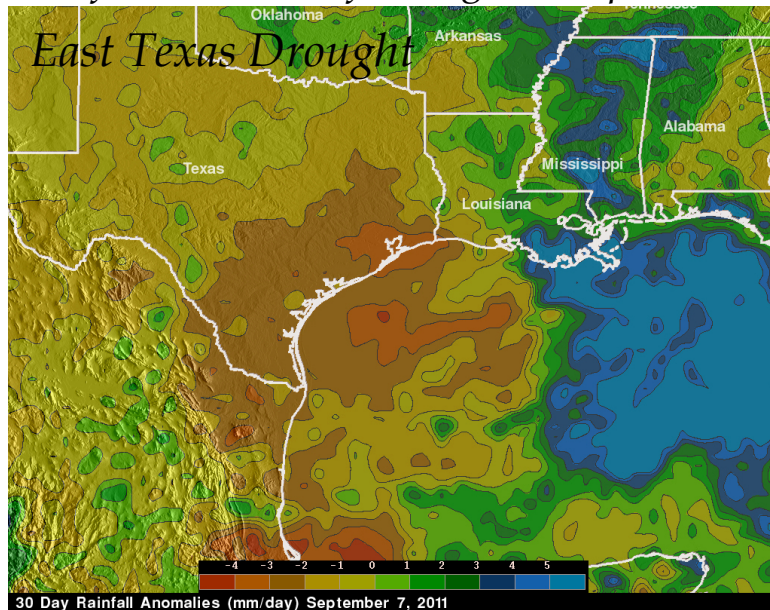 East Texas Drought
Oklahoma
Tennessee
Arkansas
Texas
Alabama
Mississippi
Louisiana
-4 -3 -2 -1 0 1 2 3 4 5
30 Day Rainfall Anomalies (mm/day) September 7, 2011